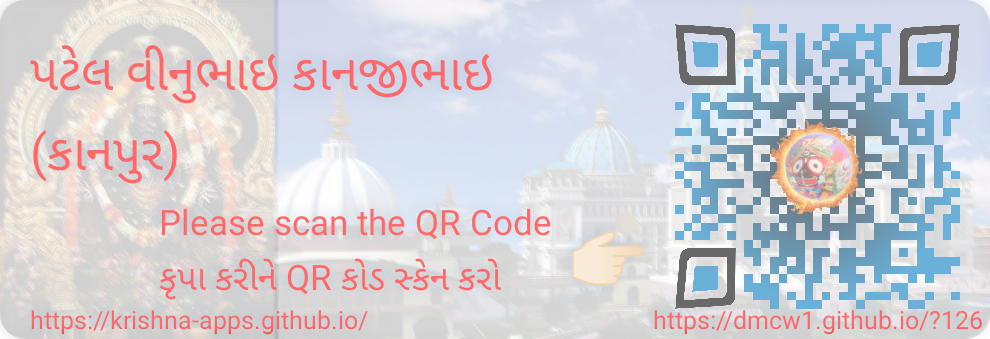 પટેલ વીનુભાઇ કાનજીભાઇ
(કાનપુર)
Please scan the QR Code
કૃપા કરીને QR કોડ સ્કેન કરો
https://krishna-apps.github.io/
https://dmcw1.github.io/?126